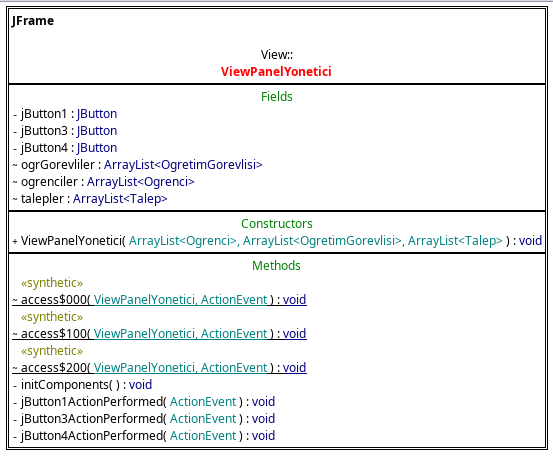 JFrame
View::
ViewPanelYonetici
Fields
- jButton1 : JButton
- jButton3 : JButton
- jButton4 : JButton
~ ogrGorevliler : ArrayList<OgretimGorevlisi>
~ ogrenciler : ArrayList<Ogrenci>
~ talepler : ArrayList<Talep>
Constructors
+ ViewPanelYonetici( ArrayList<Ogrenci>, ArrayList<OgretimGorevlisi>, ArrayList<Talep> ) : void
Methods
«synthetic»
~ access$000( ViewPanelYonetici, ActionEvent ) : void
«synthetic»
~ access$100( ViewPanelYonetici, ActionEvent ) : void
«synthetic»
~ access$200( ViewPanelYonetici, ActionEvent ) : void
- initComponents( ) : void
- jButton1ActionPerformed( ActionEvent ) : void
- jButton3ActionPerformed( ActionEvent ) : void
- jButton4ActionPerformed( ActionEvent ) : void